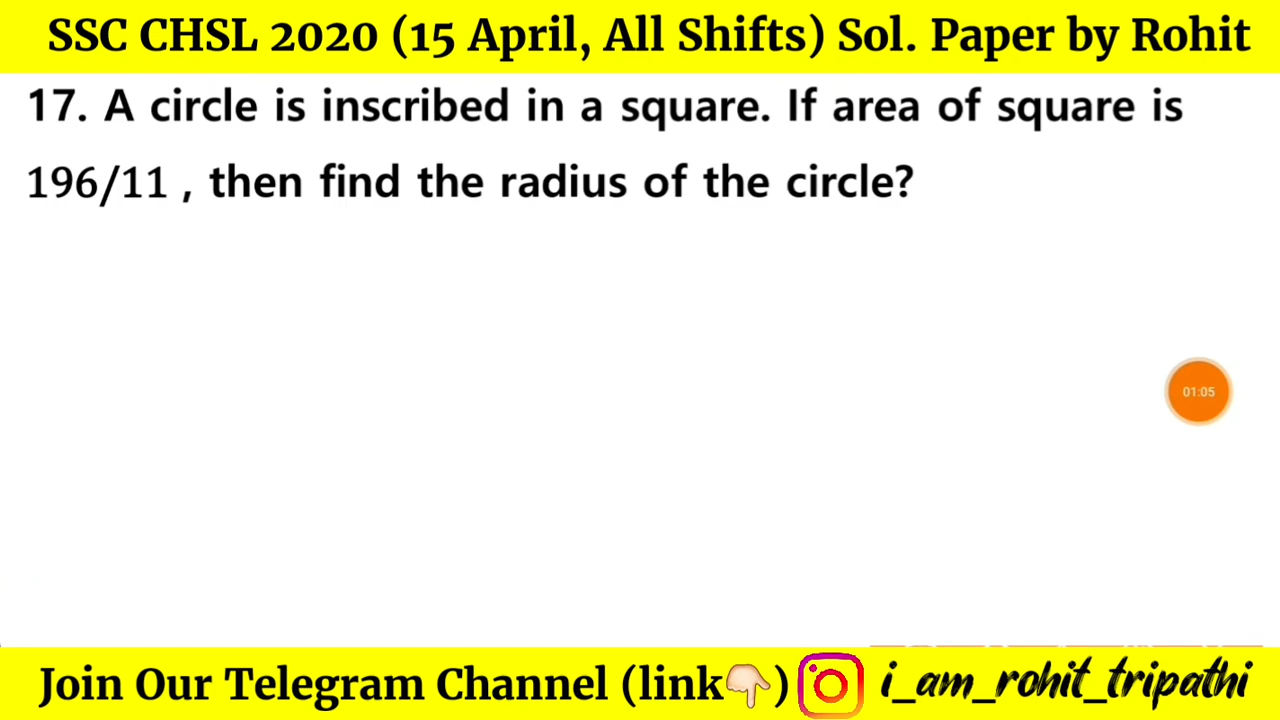 SSC CHSL 2020 (15 April, All Shifts) Sol. Paper by Rohit
17. A circle is inscribed in a square. If area of square is
196/11 , then find the radius of the circle?
01:05
Join Our Telegram Channel (link👇🏻) i_am_rohit_tripathi